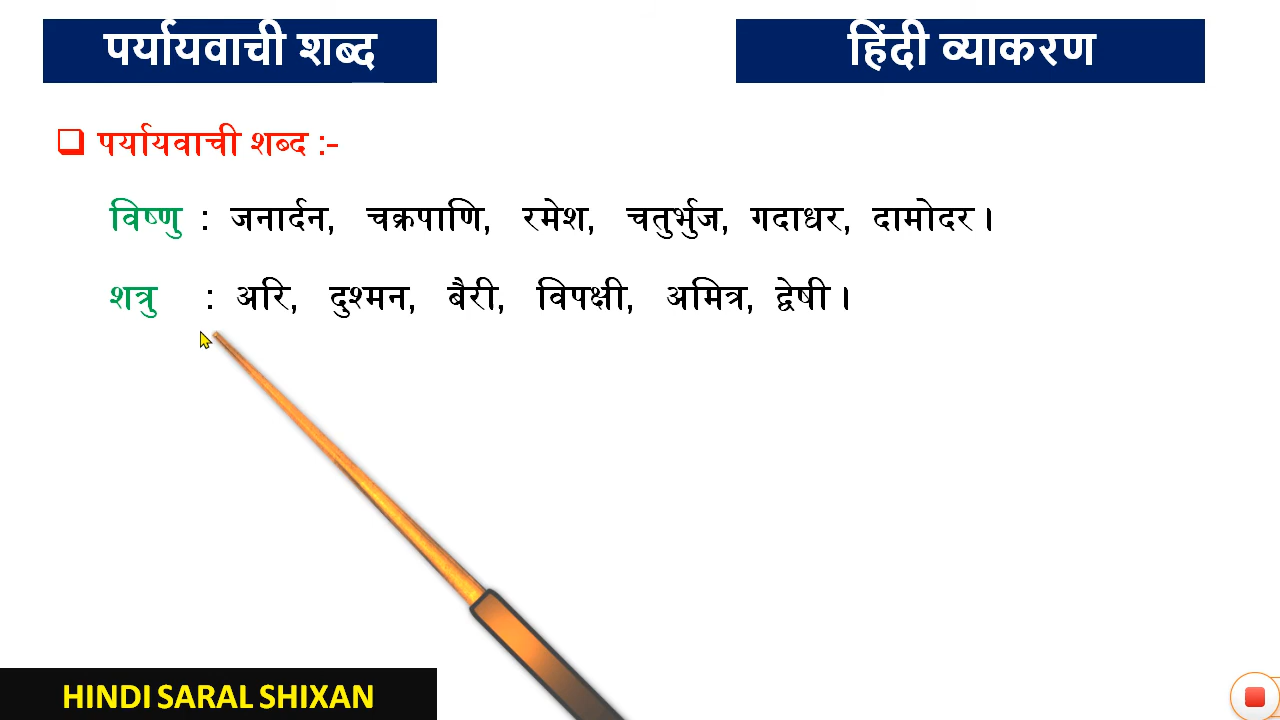 पर्यायवाची शब्द
हिंदी व्याकरण
पर्यायवाची शब्द :-
विष्णु : जनार्दन, चक्रपाणि, रमेश, चतुर्भुज, गदाधर, दामोदर ।
शत्रु : अरि, दुश्मन, बैरी, विपक्षी, अमित्र, द्वेषी ।
HINDI SARAL SHIXAN